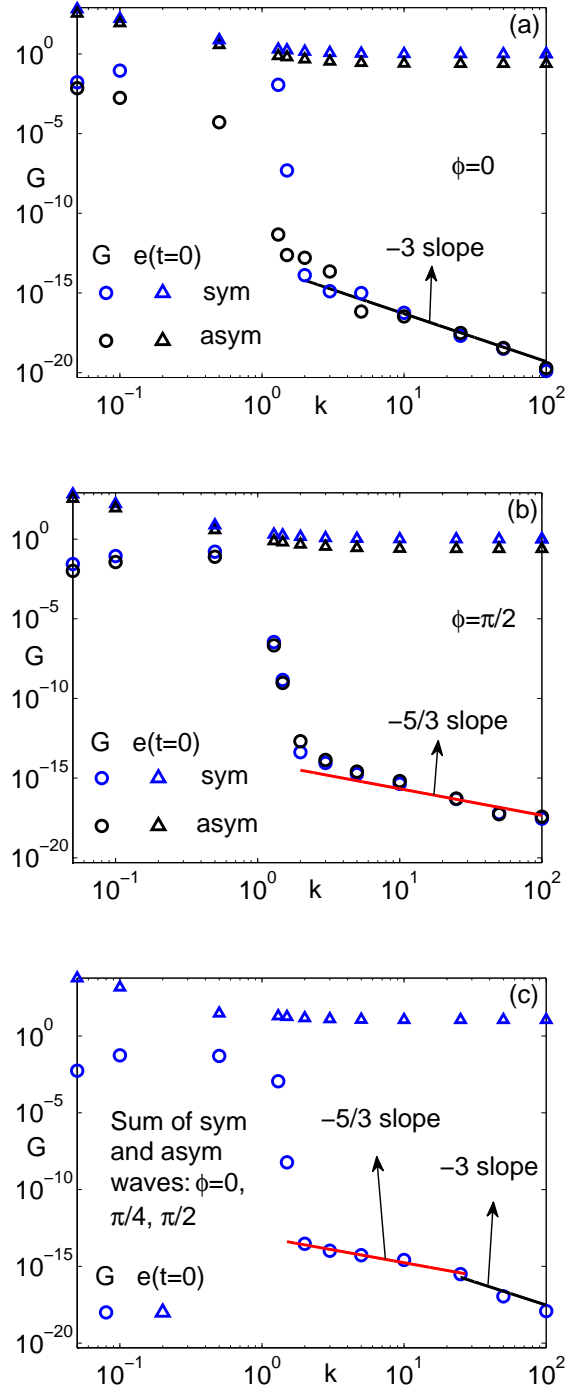 (a)
10^0
10^{-5}
G
10^{-10}
10^{-15}
10^{-20}
ϕ=0
−3 slope
G e(t=0)
sym
asym
10^{-1} 10^0 k 10^1 10^2
(b)
10^0
10^{-5}
G
10^{-10}
10^{-15}
10^{-20}
ϕ=π/2
−5/3 slope
G e(t=0)
sym
asym
10^{-1} 10^0 k 10^1 10^2
(c)
10^0
10^{-5}
G
10^{-10}
10^{-15}
10^{-20}
Sum of sym
and asym
waves: ϕ=0,
π/4, π/2
−5/3 slope
−3 slope
G e(t=0)
10^{-1} 10^0 k 10^1 10^2